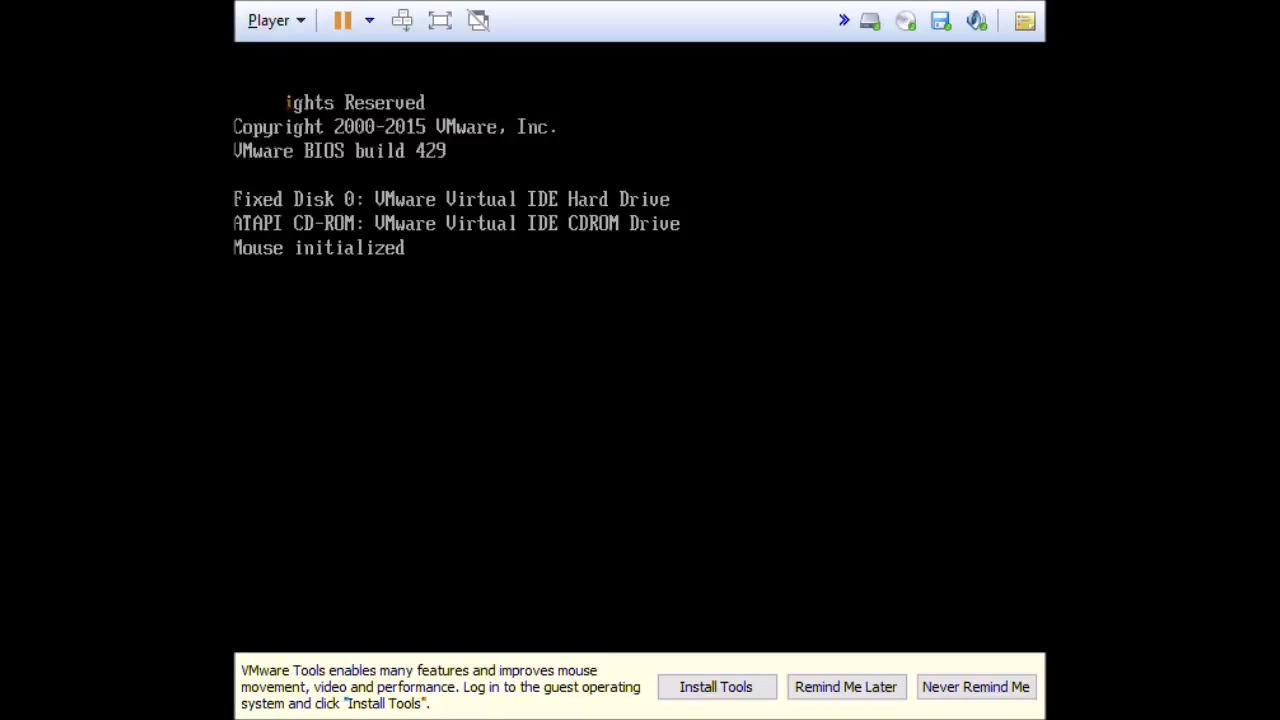 Player
ights Reserved
Copyright 2000-2015 VMware, Inc.
VMware BIOS build 429
Fixed Disk 0: VMware Virtual IDE Hard Drive
ATAPI CD-ROM: VMware Virtual IDE CDROM Drive
Mouse initialized
VMware Tools enables many features and improves mouse
movement, video and performance. Log in to the guest operating
system and click "Install Tools".
Install Tools
Remind Me Later
Never Remind Me